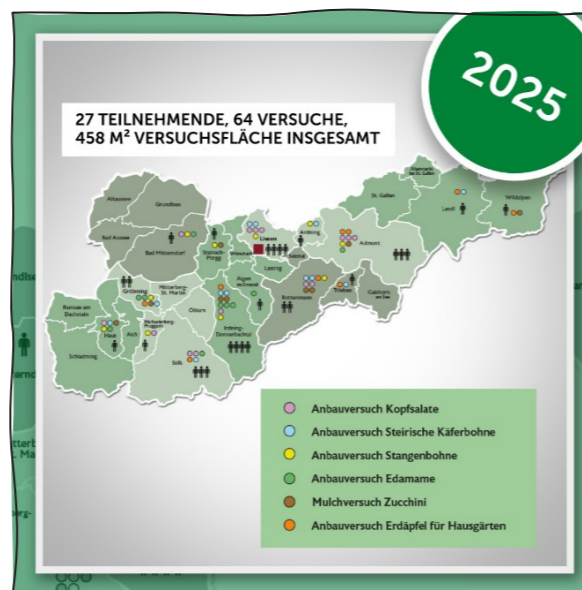 2025
27 TEILNEHMENDE, 64 VERSUCHE,
458 M² VERSUCHSFLÄCHE INSGESAMT
Altaussee
Grundlsee
Bad Aussee
Bad Mitterndorf
Stainach-
Pürgg
Wörschach
Liezen
Ardning
Selzthal
Lassing
Admont
St. Gallen
Landl
Wildalpen
Gröbming
Mitterberg-
St. Martin
Aigen
im Ennstal
Rottenmann
Trieben
Gaishorn
am See
Ramsau am
Dachstein
Haus
Aich
Michaelerberg-
Pruggern
Öblarn
Irdning-
Donnersbachtal
Schladming
Sölk
Anbauversuch Kopfsalate
Anbauversuch Steirische Käferbohne
Anbauversuch Stangenbohne
Anbauversuch Edamame
Mulchversuch Zucchini
Anbauversuch Erdäpfel für Hausgärten